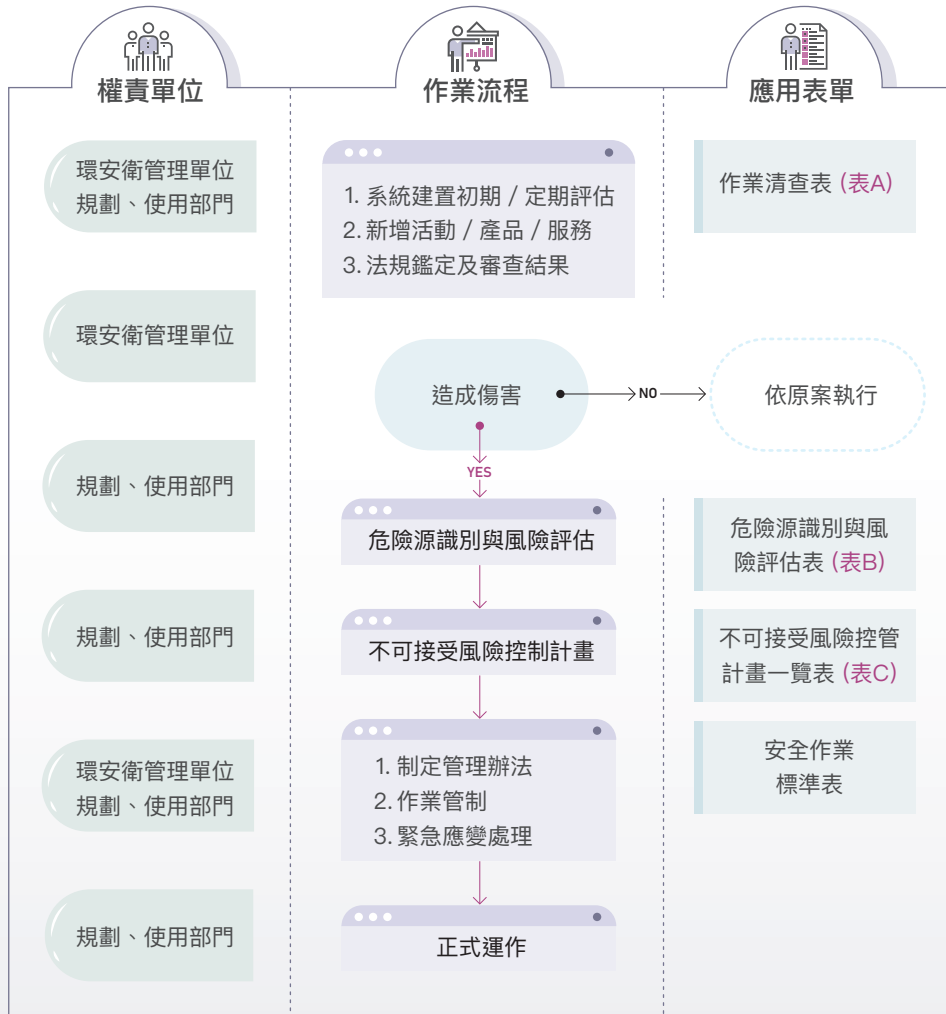 權責單位
作業流程
應用表單
環安衛管理單位
規劃、使用部門
1. 系統建置初期 / 定期評估
2. 新增活動 / 產品 / 服務
3. 法規鑑定及審查結果
作業清查表 (表A)
環安衛管理單位
造成傷害
NO
依原案執行
YES
規劃、使用部門
危險源識別與風險評估
危險源識別與風
險評估表 (表B)
規劃、使用部門
不可接受風險控制計畫
不可接受風險控管
計畫一覽表 (表C)
環安衛管理單位
規劃、使用部門
1. 制定管理辦法
2. 作業管制
3. 緊急應變處理
安全作業
標準表
規劃、使用部門
正式運作